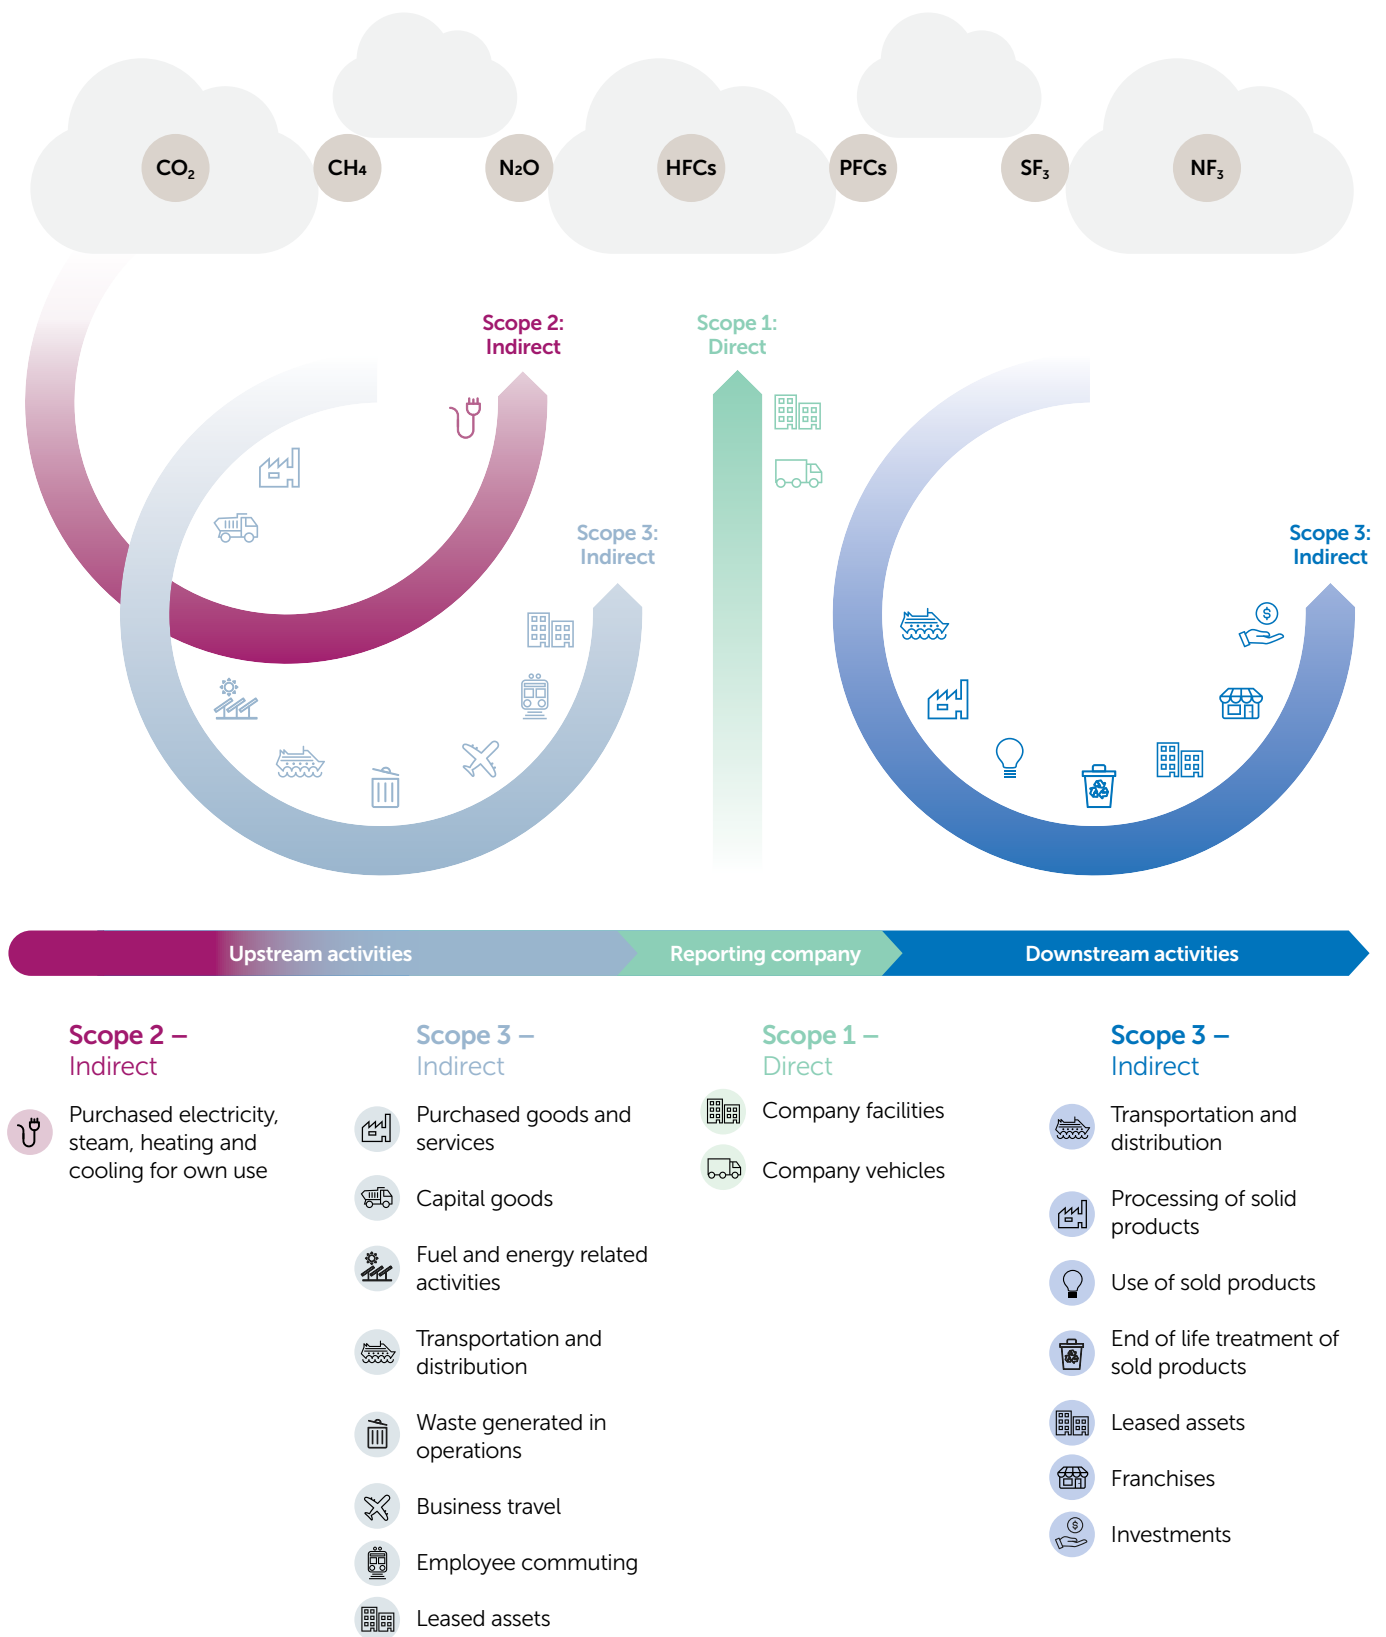 CO₂
CH4
N2O
HFCs
PFCs
SF₃
NF₃
Scope 2:
Indirect
Scope 1:
Direct
Scope 3:
Indirect
Scope 3:
Indirect
Upstream activities
Reporting company
Downstream activities
Scope 2 –
Indirect
Purchased electricity,
steam, heating and
cooling for own use
Scope 3 –
Indirect
Purchased goods and
services
Capital goods
Fuel and energy related
activities
Transportation and
distribution
Waste generated in
operations
Business travel
Employee commuting
Leased assets
Scope 1 –
Direct
Company facilities
Company vehicles
Scope 3 –
Indirect
Transportation and
distribution
Processing of solid
products
Use of sold products
End of life treatment of
sold products
Leased assets
Franchises
Investments